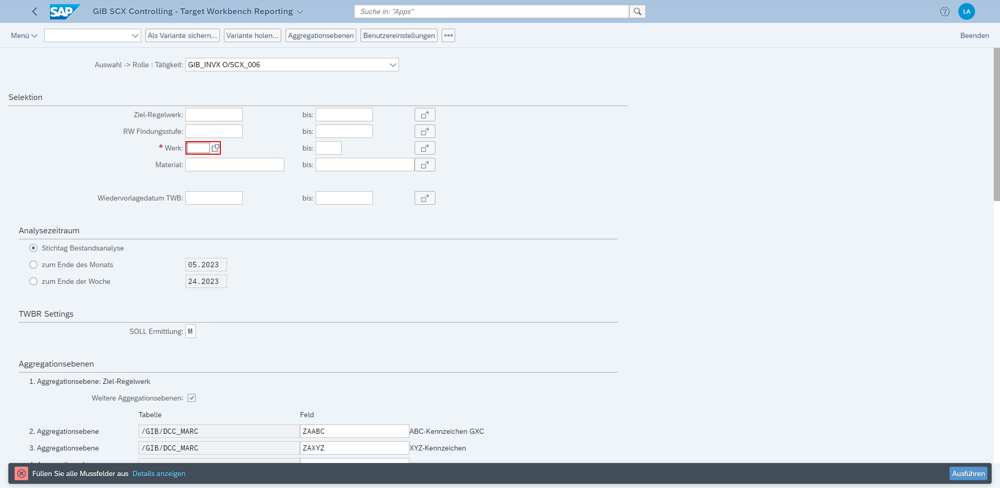 SAP GIB SCX Controlling - Target Workbench Reporting Suche in: "Apps" ? LA
Menü Als Variante sichern... Variante holen... Aggregationsebenen Benutzereinstellungen Beenden
Auswahl -> Rolle : Tätigkeit: GIB_INVX O/SCX_006
Selektion
Ziel-Regelwerk: bis:
RW Findungsstufe: bis:
* Werk: bis:
Material: bis:
Wiedervorlagedatum TWB: bis:
Analysezeitraum
Stichtag Bestandsanalyse
zum Ende des Monats 05.2023
zum Ende der Woche 24.2023
TWBR Settings
SOLL Ermittlung: M
Aggregationsebenen
1. Aggregationsebene: Ziel-Regelwerk
Weitere Aggegationsebenen:
Tabelle Feld
2. Aggregationsebene /GIB/DCC_MARC ZAABC ABC-Kennzeichen GXC
3. Aggregationsebene /GIB/DCC_MARC ZAXYZ XYZ-Kennzeichen
Füllen Sie alle Mussfelder aus Details anzeigen Ausführen